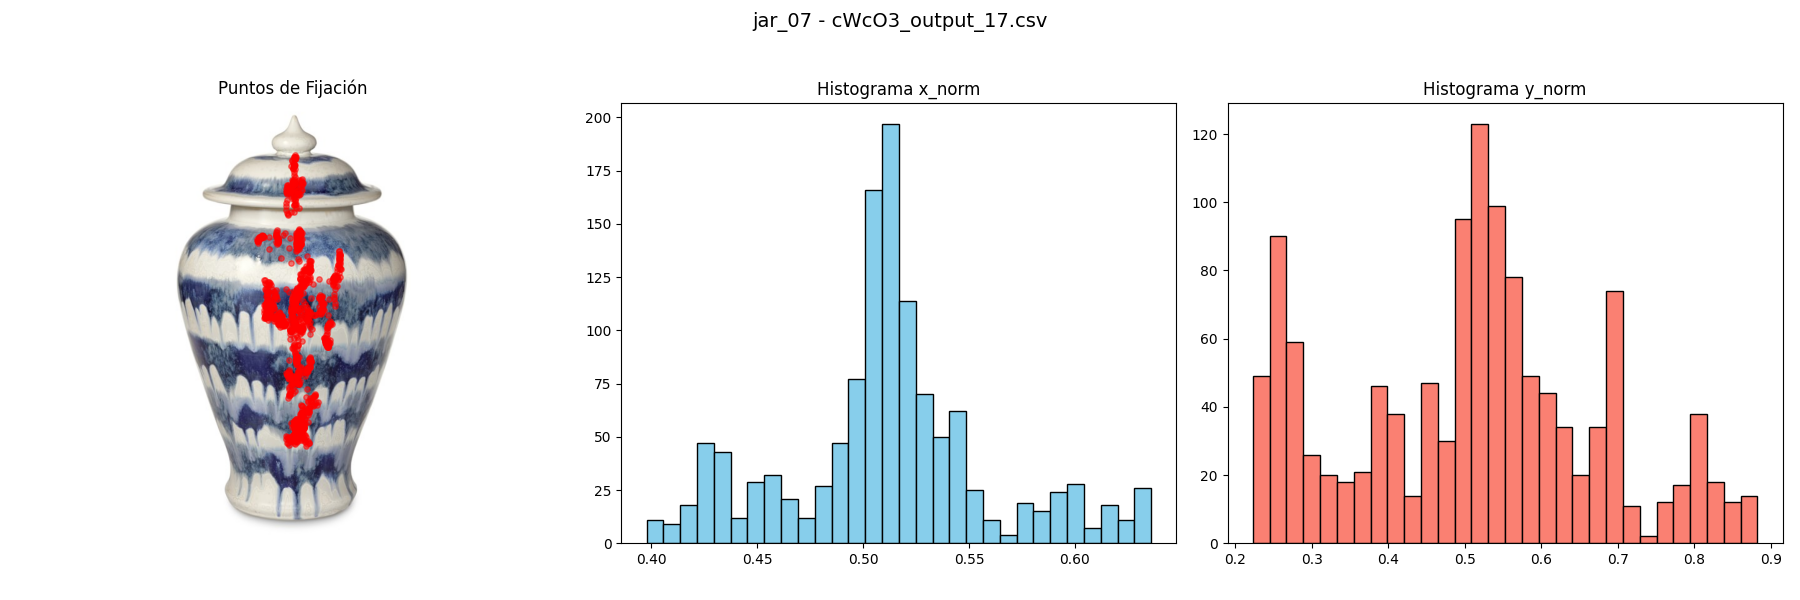 jar_07 - cWcO3_output_17.csv
Puntos de Fijación
Histograma x_norm
200
175
150
125
100
75
50
25
0
0.40 0.45 0.50 0.55 0.60
Histograma y_norm
120
100
80
60
40
20
0
0.2 0.3 0.4 0.5 0.6 0.7 0.8 0.9